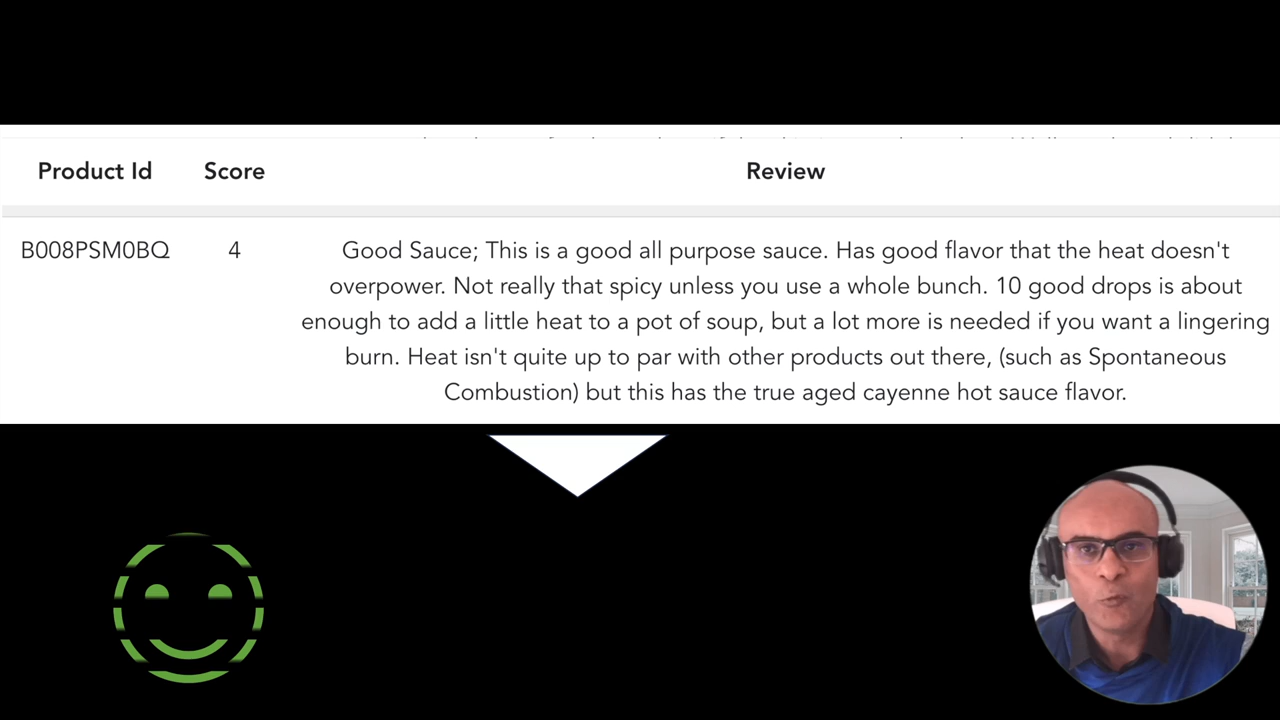 Product Id Score Review
B008PSM0BQ 4 Good Sauce; This is a good all purpose sauce. Has good flavor that the heat doesn't
overpower. Not really that spicy unless you use a whole bunch. 10 good drops is about
enough to add a little heat to a pot of soup, but a lot more is needed if you want a lingering
burn. Heat isn't quite up to par with other products out there, (such as Spontaneous
Combustion) but this has the true aged cayenne hot sauce flavor.